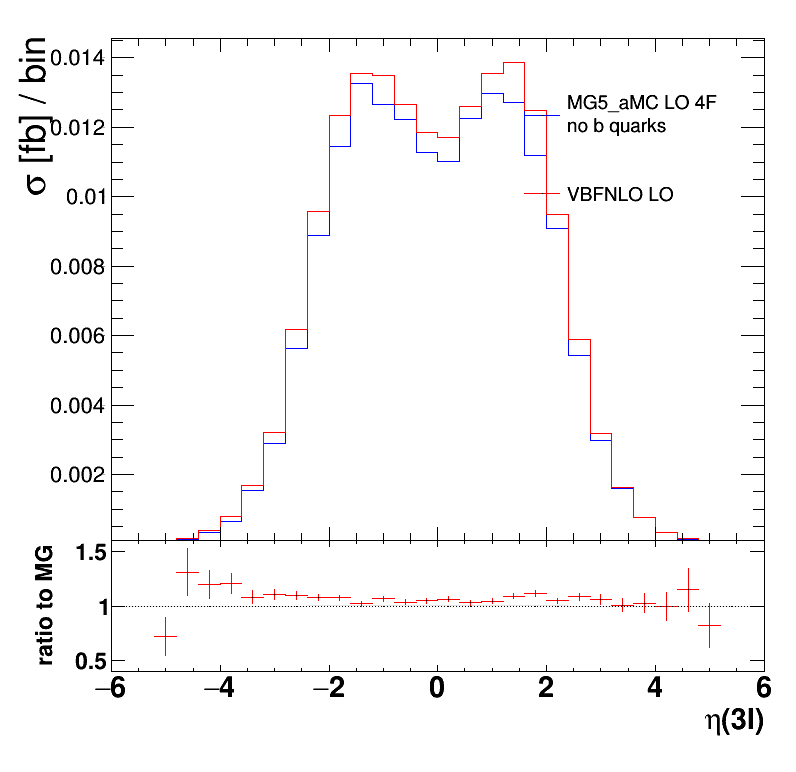 σ [fb] / bin
0.014
0.012
0.01
0.008
0.006
0.004
0.002
MG5_aMC LO 4F
no b quarks
VBFNLO LO
ratio to MG
1.5
1
0.5
−6 −4 −2 0 2 4 6
η(3l)